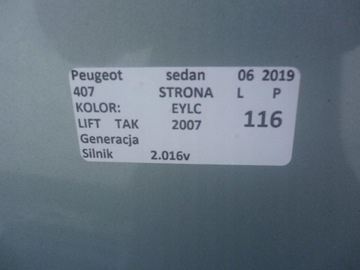 Peugeot sedan 06 2019
407 STRONA L P
KOLOR: EYLC
LIFT TAK 2007 116
Generacja
Silnik 2.016v